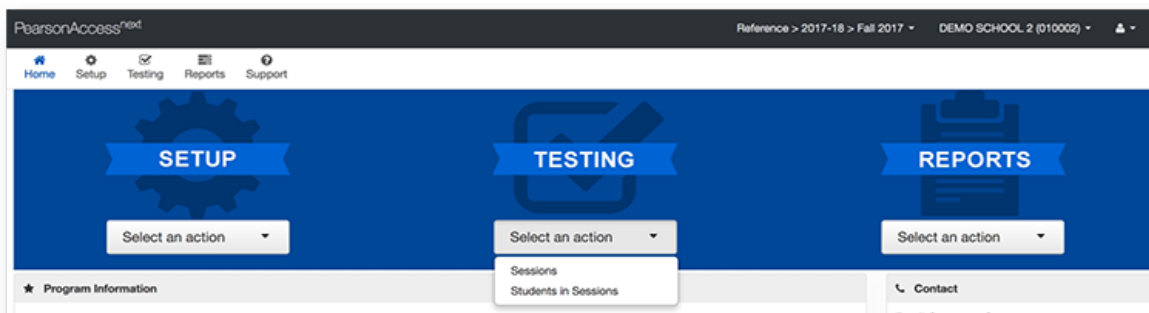 PearsonAccessnext
Reference > 2017-18 > Fall 2017
DEMO SCHOOL 2 (010002)
Home
Setup
Testing
Reports
Support
SETUP
TESTING
REPORTS
Select an action
Select an action
Select an action
Sessions
Students in Sessions
Program Information
Contact